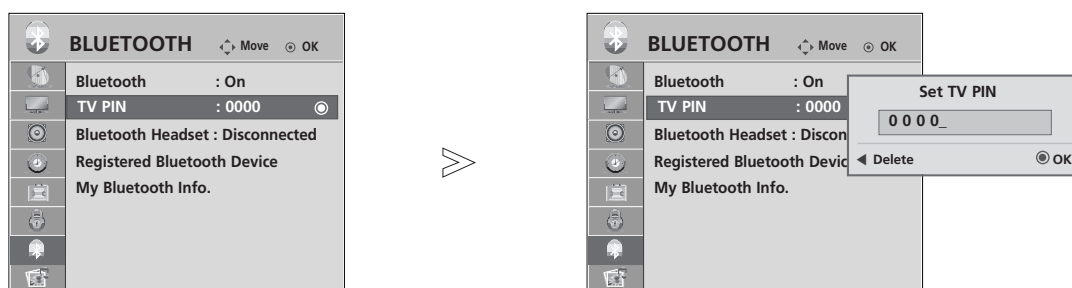 BLUETOOTH Move OK
Bluetooth : On
TV PIN : 0000
Bluetooth Headset : Disconnected
Registered Bluetooth Device
My Bluetooth Info.
BLUETOOTH Move OK
Bluetooth : On
TV PIN : 0000
Bluetooth Headset : Discon
Registered Bluetooth Devic
My Bluetooth Info.
Set TV PIN
0 0 0 0_
Delete OK